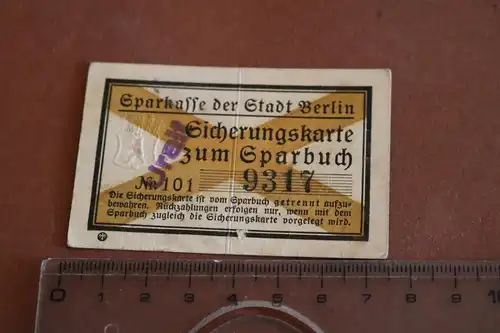 Sparkasse der Stadt Berlin
Sicherungskarte
zum Sparbuch
№ 101 9317
Die Sicherungskarte ist vom Sparbuch getrennt aufzu-
bewahren. Rückzahlungen erfolgen nur, wenn mit dem
Sparbuch zugleich die Sicherungskarte vorgelegt wird.
0 1 2 3 4 5 6 7 8 9 10